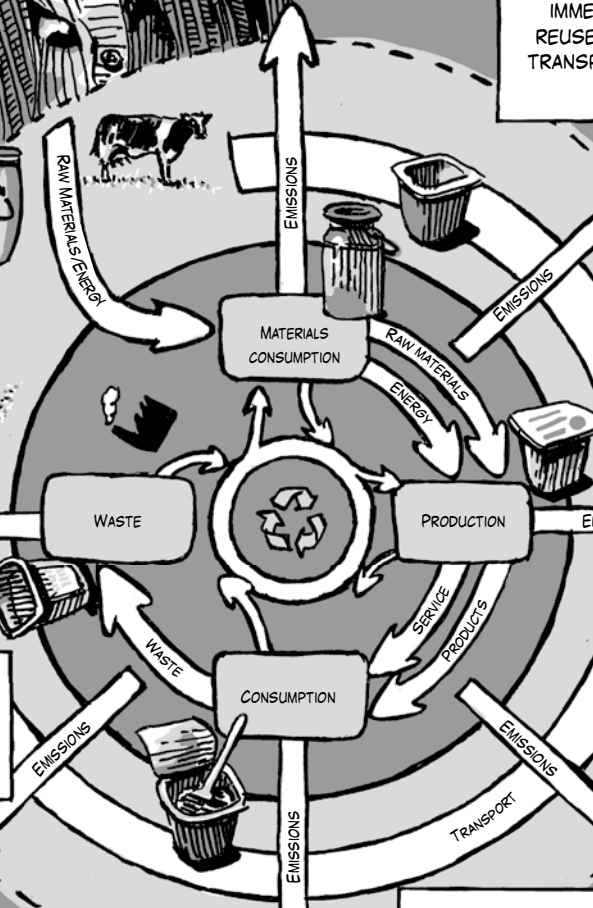 IMME
REUSE
TRANSP
EMISSIONS
RAW MATERIALS/ENERGY
EMISSIONS
MATERIALS
CONSUMPTION
RAW MATERIALS
ENERGY
WASTE
PRODUCTION
E
SERVICE
PRODUCTS
WASTE
CONSUMPTION
EMISSIONS
EMISSIONS
EMISSIONS
TRANSPORT